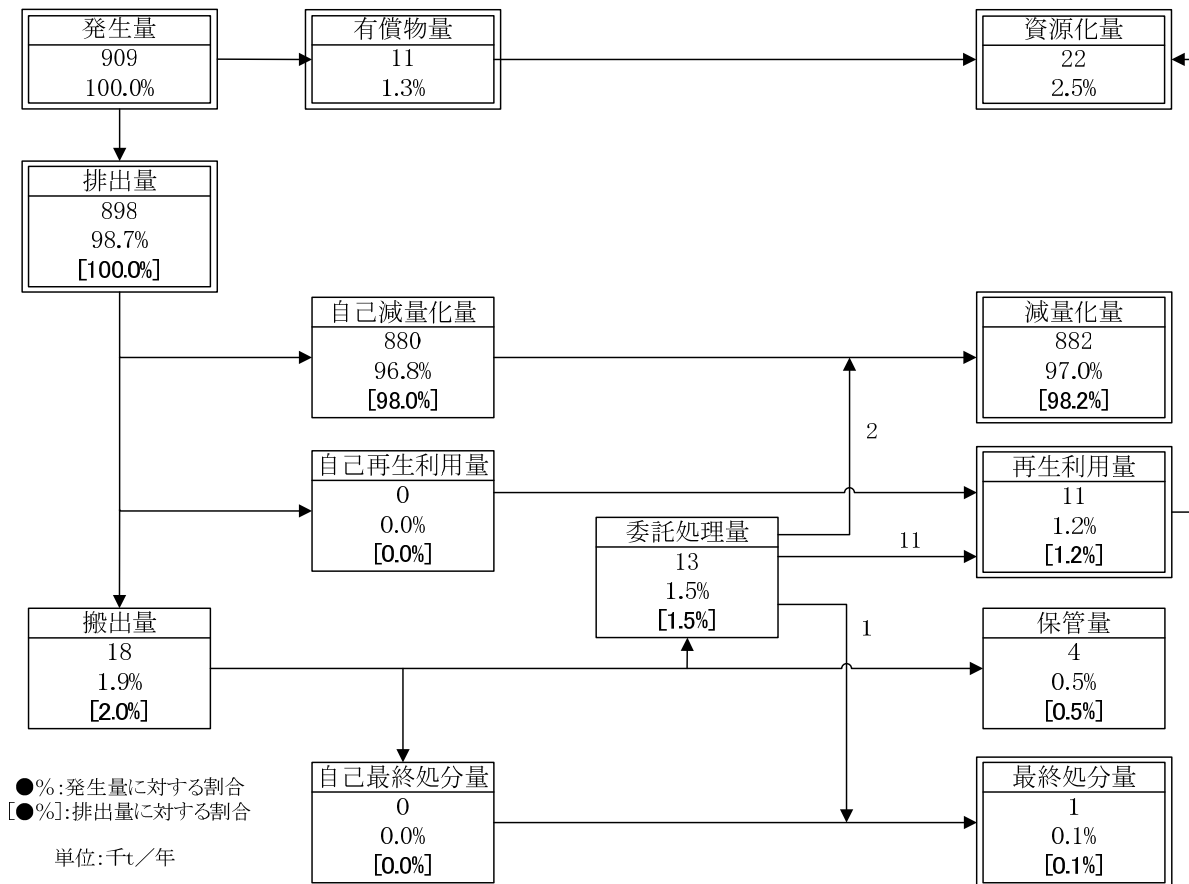 発生量
909
100.0%
有償物量
11
1.3%
資源化量
22
2.5%
排出量
898
98.7%
[100.0%]
自己減量化量
880
96.8%
[98.0%]
減量化量
882
97.0%
[98.2%]
2
自己再生利用量
0
0.0%
[0.0%]
再生利用量
11
1.2%
[1.2%]
委託処理量
13
1.5%
[1.5%]
11
1
搬出量
18
1.9%
[2.0%]
保管量
4
0.5%
[0.5%]
自己最終処分量
0
0.0%
[0.0%]
最終処分量
1
0.1%
[0.1%]
●%:発生量に対する割合
[●%]:排出量に対する割合
単位:千t/年